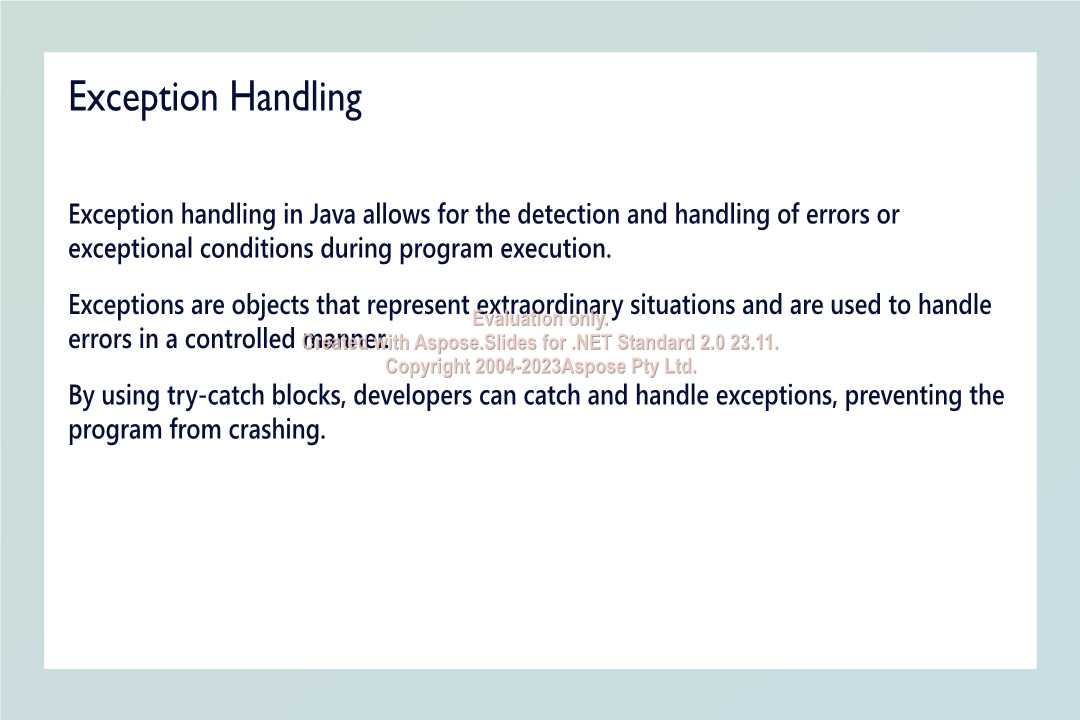 Exception Handling
Exception handling in Java allows for the detection and handling of errors or
exceptional conditions during program execution.
Exceptions are objects that represent extraordinary situations and are used to handle
errors in a controlled manner.
Evaluation only.
Created with Aspose.Slides for .NET Standard 2.0 23.11.
Copyright 2004-2023Aspose Pty Ltd.
By using try-catch blocks, developers can catch and handle exceptions, preventing the
program from crashing.